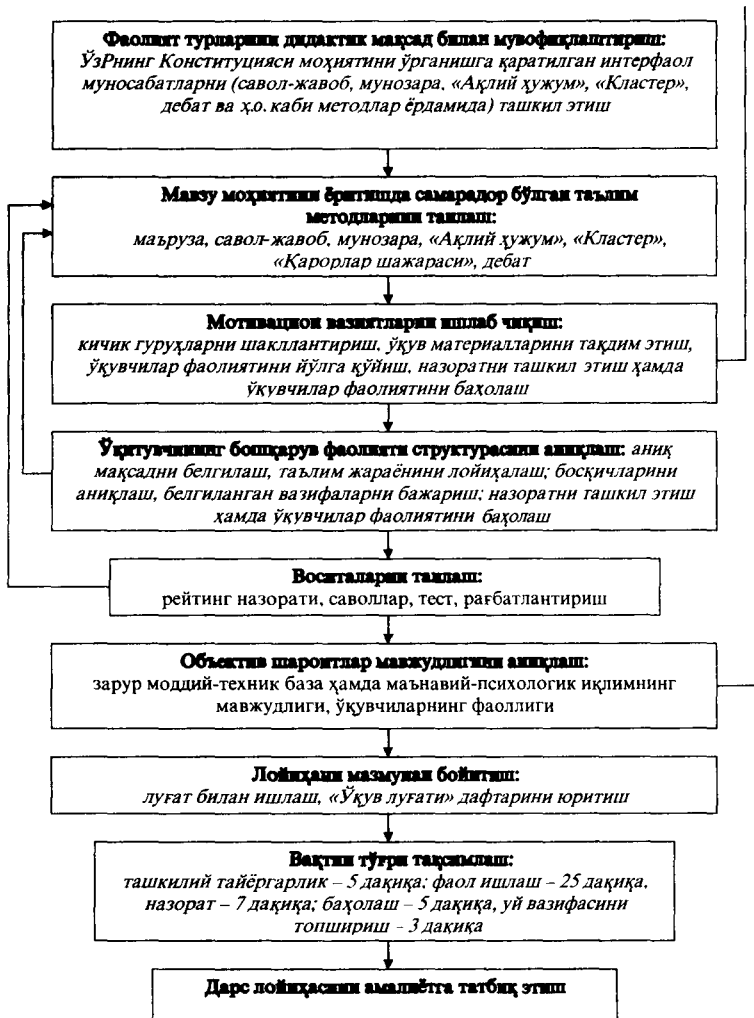 Фаолият турларини дидактик мақсад билан мувофиқлаштириш:
ЎзРнинг Конституцияси моҳиятини ўрганишга қаратилган интерфаол
муносабатларни (савол-жавоб, мунозара, «Ақлий ҳужум», «Кластер»,
дебат ва ҳ.о. каби методлар ёрдамида) ташкил этиш
Мавзу моҳиятини ёритишда самарадор бўлган таълим
методларини танлаш:
маъруза, савол-жавоб, мунозара, «Ақлий ҳужум», «Кластер»,
«Қарорлар шажараси», дебат
Мотивацион вазиятларни ишлаб чиқиш:
кичик гуруҳларни шакллантириш, ўқув материалларини тақдим этиш,
ўқувчилар фаолиятини йўлга қўйиш, назоратни ташкил этиш ҳамда
ўқувчилар фаолиятини баҳолаш
Ўқитувчининг бошқарув фаолияти структурасини аниқлаш: аниқ
мақсадни белгилаш, таълим жараёнини лойиҳалаш; босқичларини
аниқлаш, белгиланган вазифаларни бажариш; назоратни ташкил этиш
ҳамда ўқувчилар фаолиятини баҳолаш
Воситаларни танлаш:
рейтинг назорати, саволлар, тест, рағбатлантириш
Объектив шароитлар мавжудлигини аниқлаш:
зарур моддий-техник база ҳамда маънавий-психологик иқлимнинг
мавжудлиги, ўқувчиларнинг фаоллиги
Лойиҳани мазмунан бойитиш:
луғат билан ишлаш, «Ўқув луғати» дафтарини юритиш
Вақтни тўғри тақсимлаш:
ташкилий тайёргарлик – 5 дақиқа; фаол ишлаш – 25 дақиқа,
назорат – 7 дақиқа; баҳолаш – 5 дақиқа, уй вазифасини
топшириш - 3 дақиқа
Дарс лойиҳасини амалиётга татбиқ этиш